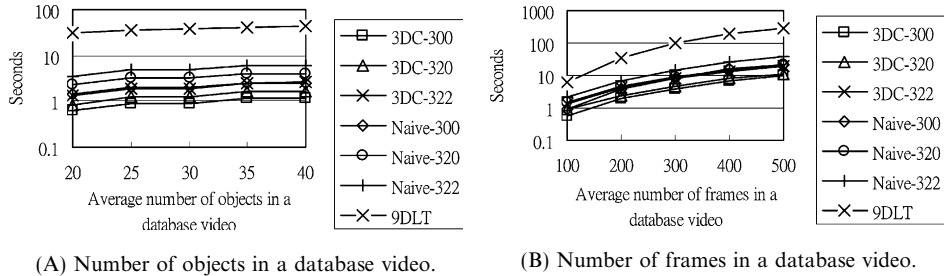 100
10
1
0.1
Seconds
20 25 30 35 40
Average number of objects in a
database video
3DC-300
3DC-320
3DC-322
Naive-300
Naive-320
Naive-322
9DLT
(A) Number of objects in a database video.
1000
100
10
1
0.1
Seconds
100 200 300 400 500
Average number of frames in a
database video
3DC-300
3DC-320
3DC-322
Naive-300
Naive-320
Naive-322
9DLT
(B) Number of frames in a database video.